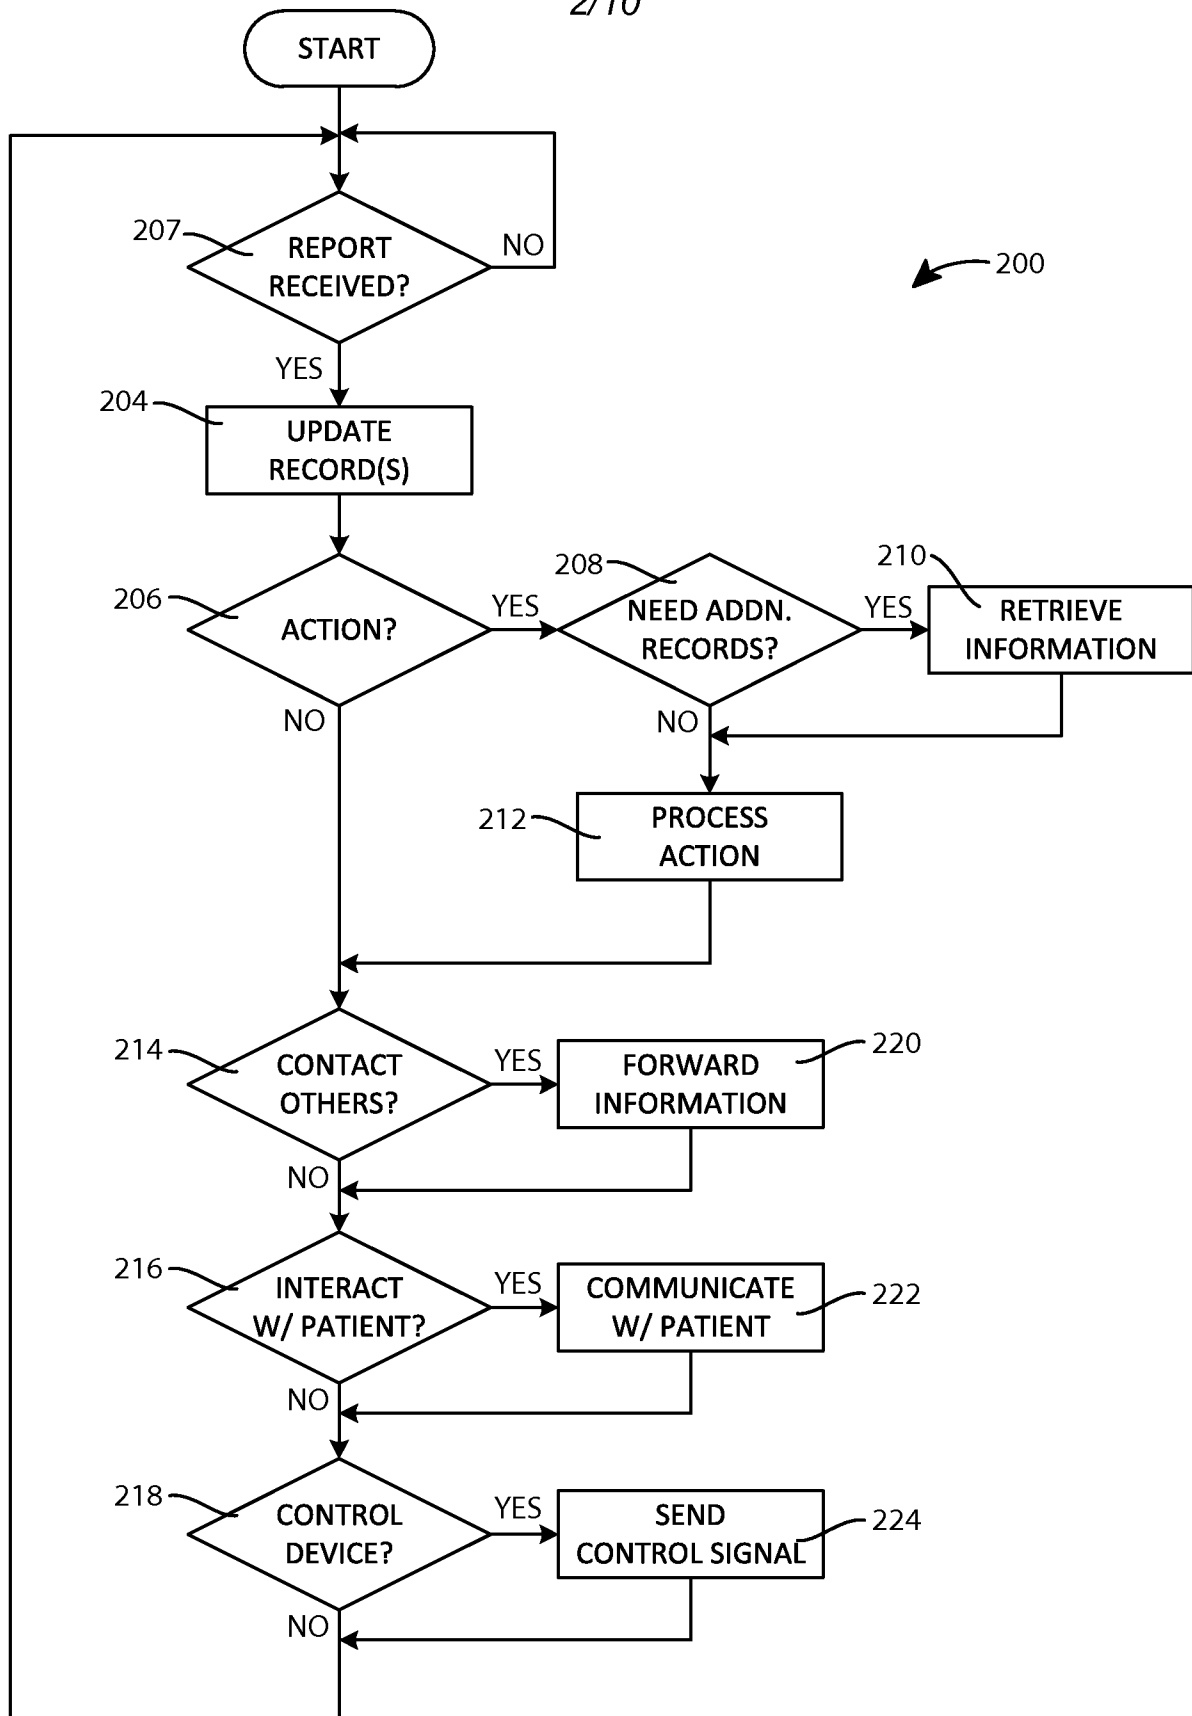 2/10
START
207
REPORT
RECEIVED?
NO
200
YES
204
UPDATE
RECORD(S)
206
ACTION?
YES
208
NEED ADDN.
RECORDS?
YES
210
RETRIEVE
INFORMATION
NO
NO
212
PROCESS
ACTION
214
CONTACT
OTHERS?
YES
FORWARD
INFORMATION
220
NO
216
INTERACT
W/ PATIENT?
YES
COMMUNICATE
W/ PATIENT
222
NO
218
CONTROL
DEVICE?
YES
SEND
CONTROL SIGNAL
224
NO